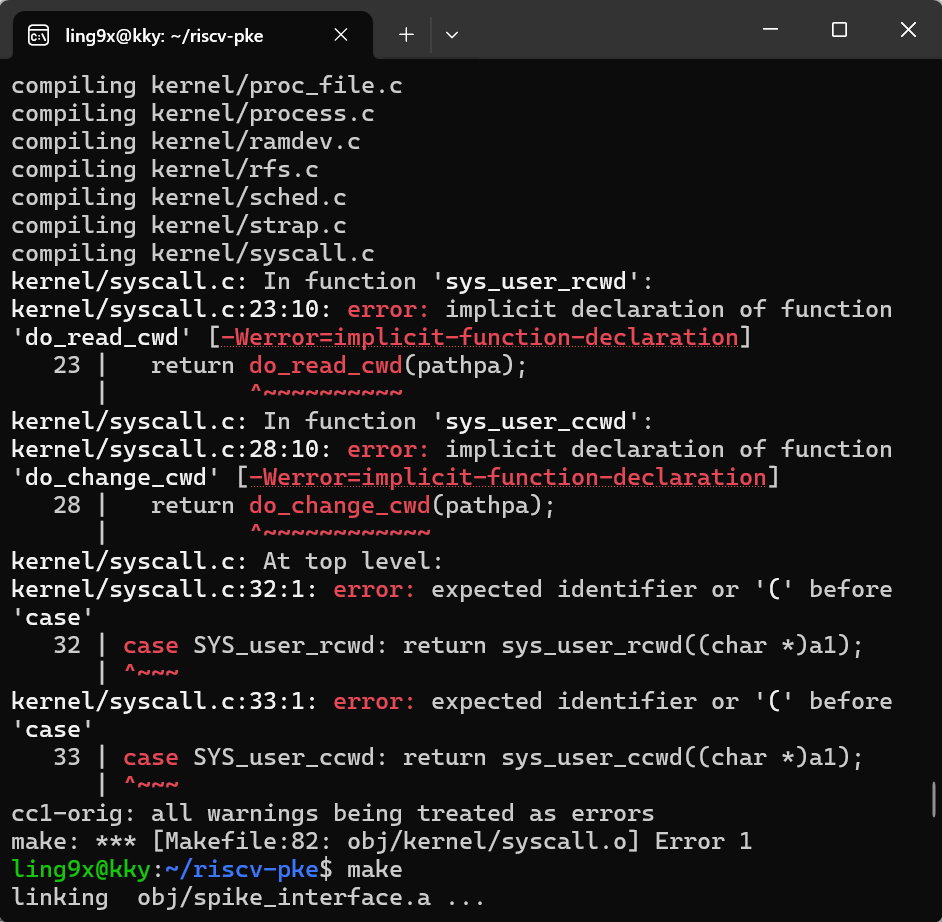 ling9x@kky: ~/riscv-pke
compiling kernel/proc_file.c
compiling kernel/process.c
compiling kernel/ramdev.c
compiling kernel/rfs.c
compiling kernel/sched.c
compiling kernel/strap.c
compiling kernel/syscall.c
kernel/syscall.c: In function 'sys_user_rcwd':
kernel/syscall.c:23:10: error: implicit declaration of function
'do_read_cwd' [-Werror=implicit-function-declaration]
   23 |   return do_read_cwd(pathpa);
      |          ^~~~~~~~~~~
kernel/syscall.c: In function 'sys_user_ccwd':
kernel/syscall.c:28:10: error: implicit declaration of function
'do_change_cwd' [-Werror=implicit-function-declaration]
   28 |   return do_change_cwd(pathpa);
      |          ^~~~~~~~~~~~~
kernel/syscall.c: At top level:
kernel/syscall.c:32:1: error: expected identifier or '(' before
'case'
   32 | case SYS_user_rcwd: return sys_user_rcwd((char *)a1);
      | ^~~~
kernel/syscall.c:33:1: error: expected identifier or '(' before
'case'
   33 | case SYS_user_ccwd: return sys_user_ccwd((char *)a1);
      | ^~~~
cc1-orig: all warnings being treated as errors
make: *** [Makefile:82: obj/kernel/syscall.o] Error 1
ling9x@kky:~/riscv-pke$ make
linking  obj/spike_interface.a ...